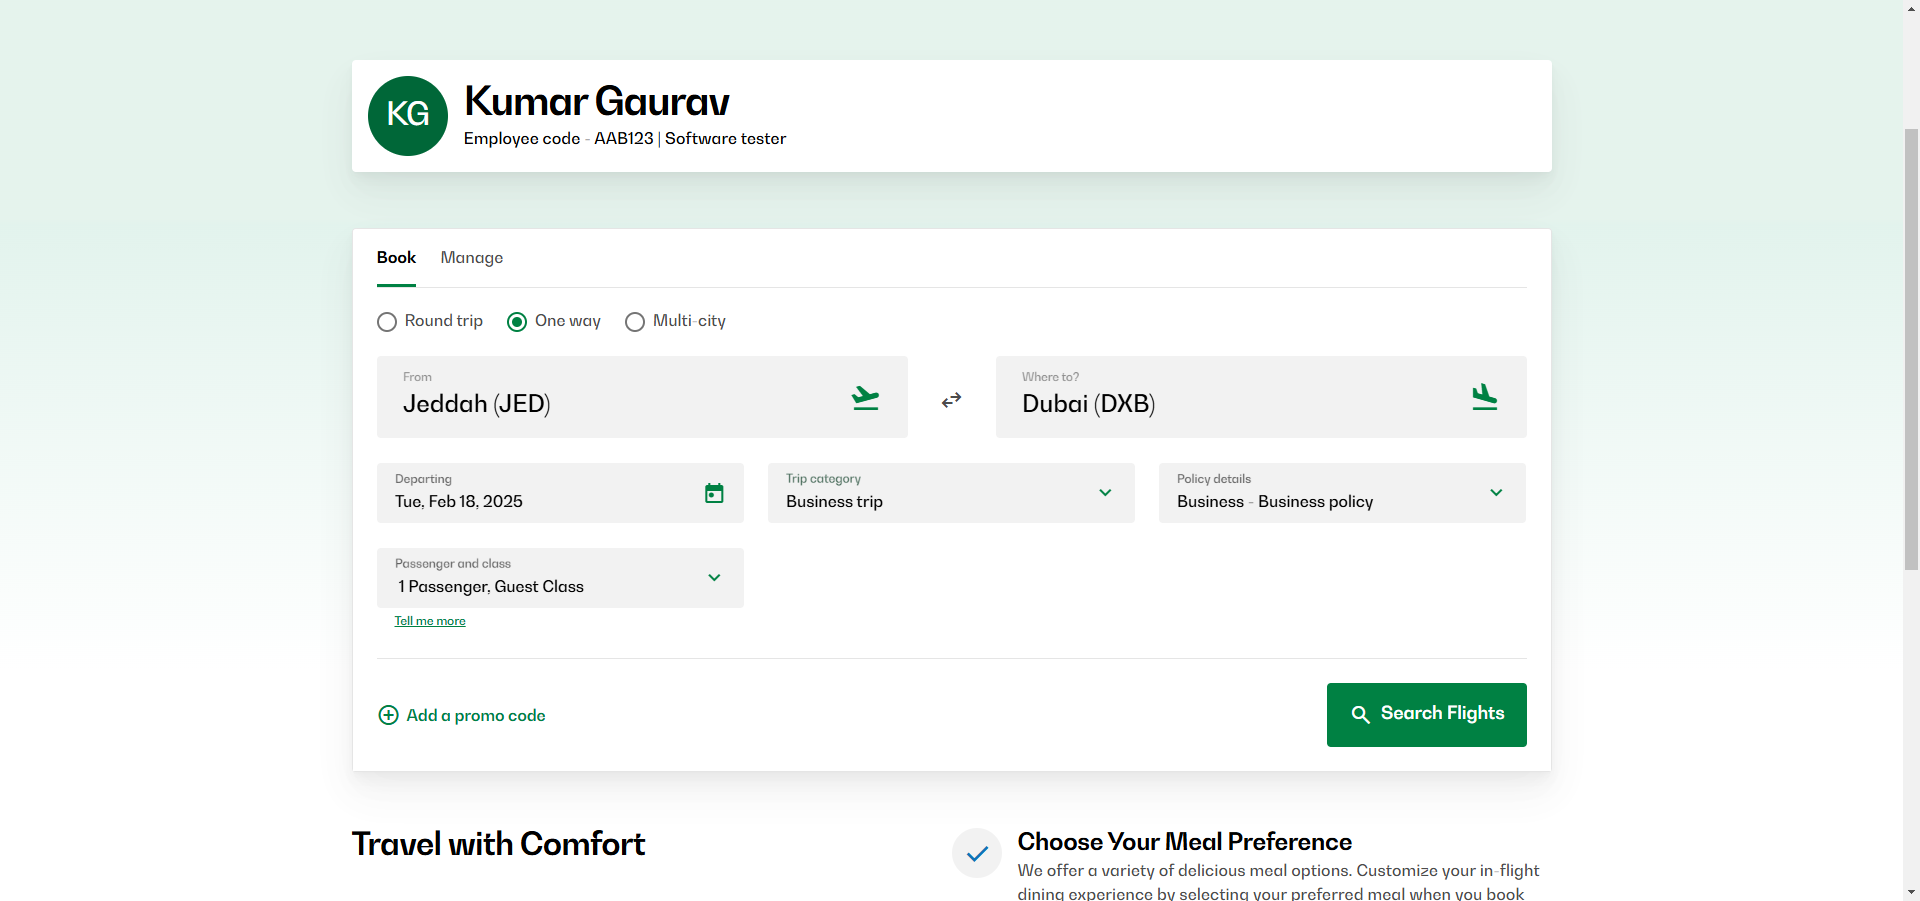 KG
Kumar Gaurav
Employee code - AAB123 | Software tester
Book Manage
Round trip One way Multi-city
From
Jeddah (JED)
Where to?
Dubai (DXB)
Departing
Tue, Feb 18, 2025
Trip category
Business trip
Policy details
Business - Business policy
Passenger and class
1 Passenger, Guest Class
Tell me more
Add a promo code
Search Flights
Travel with Comfort
Choose Your Meal Preference
We offer a variety of delicious meal options. Customize your in-flight
dining experience by selecting your preferred meal when you book